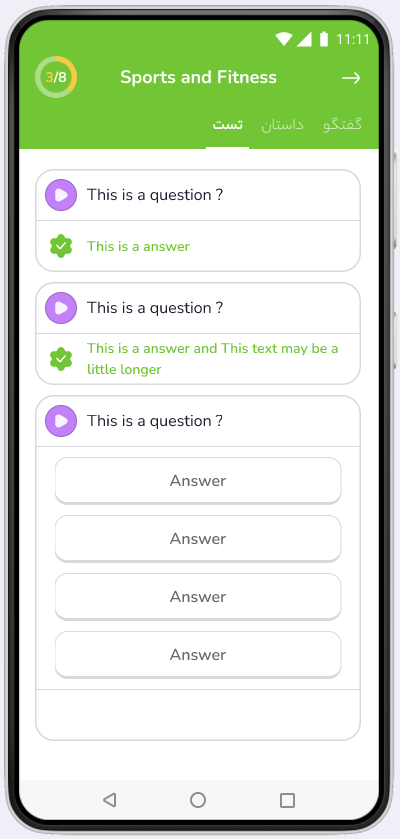 11:11
3/8
Sports and Fitness
گفتگو داستان تست
This is a question ?
This is a answer
This is a question ?
This is a answer and This text may be a
little longer
This is a question ?
Answer
Answer
Answer
Answer